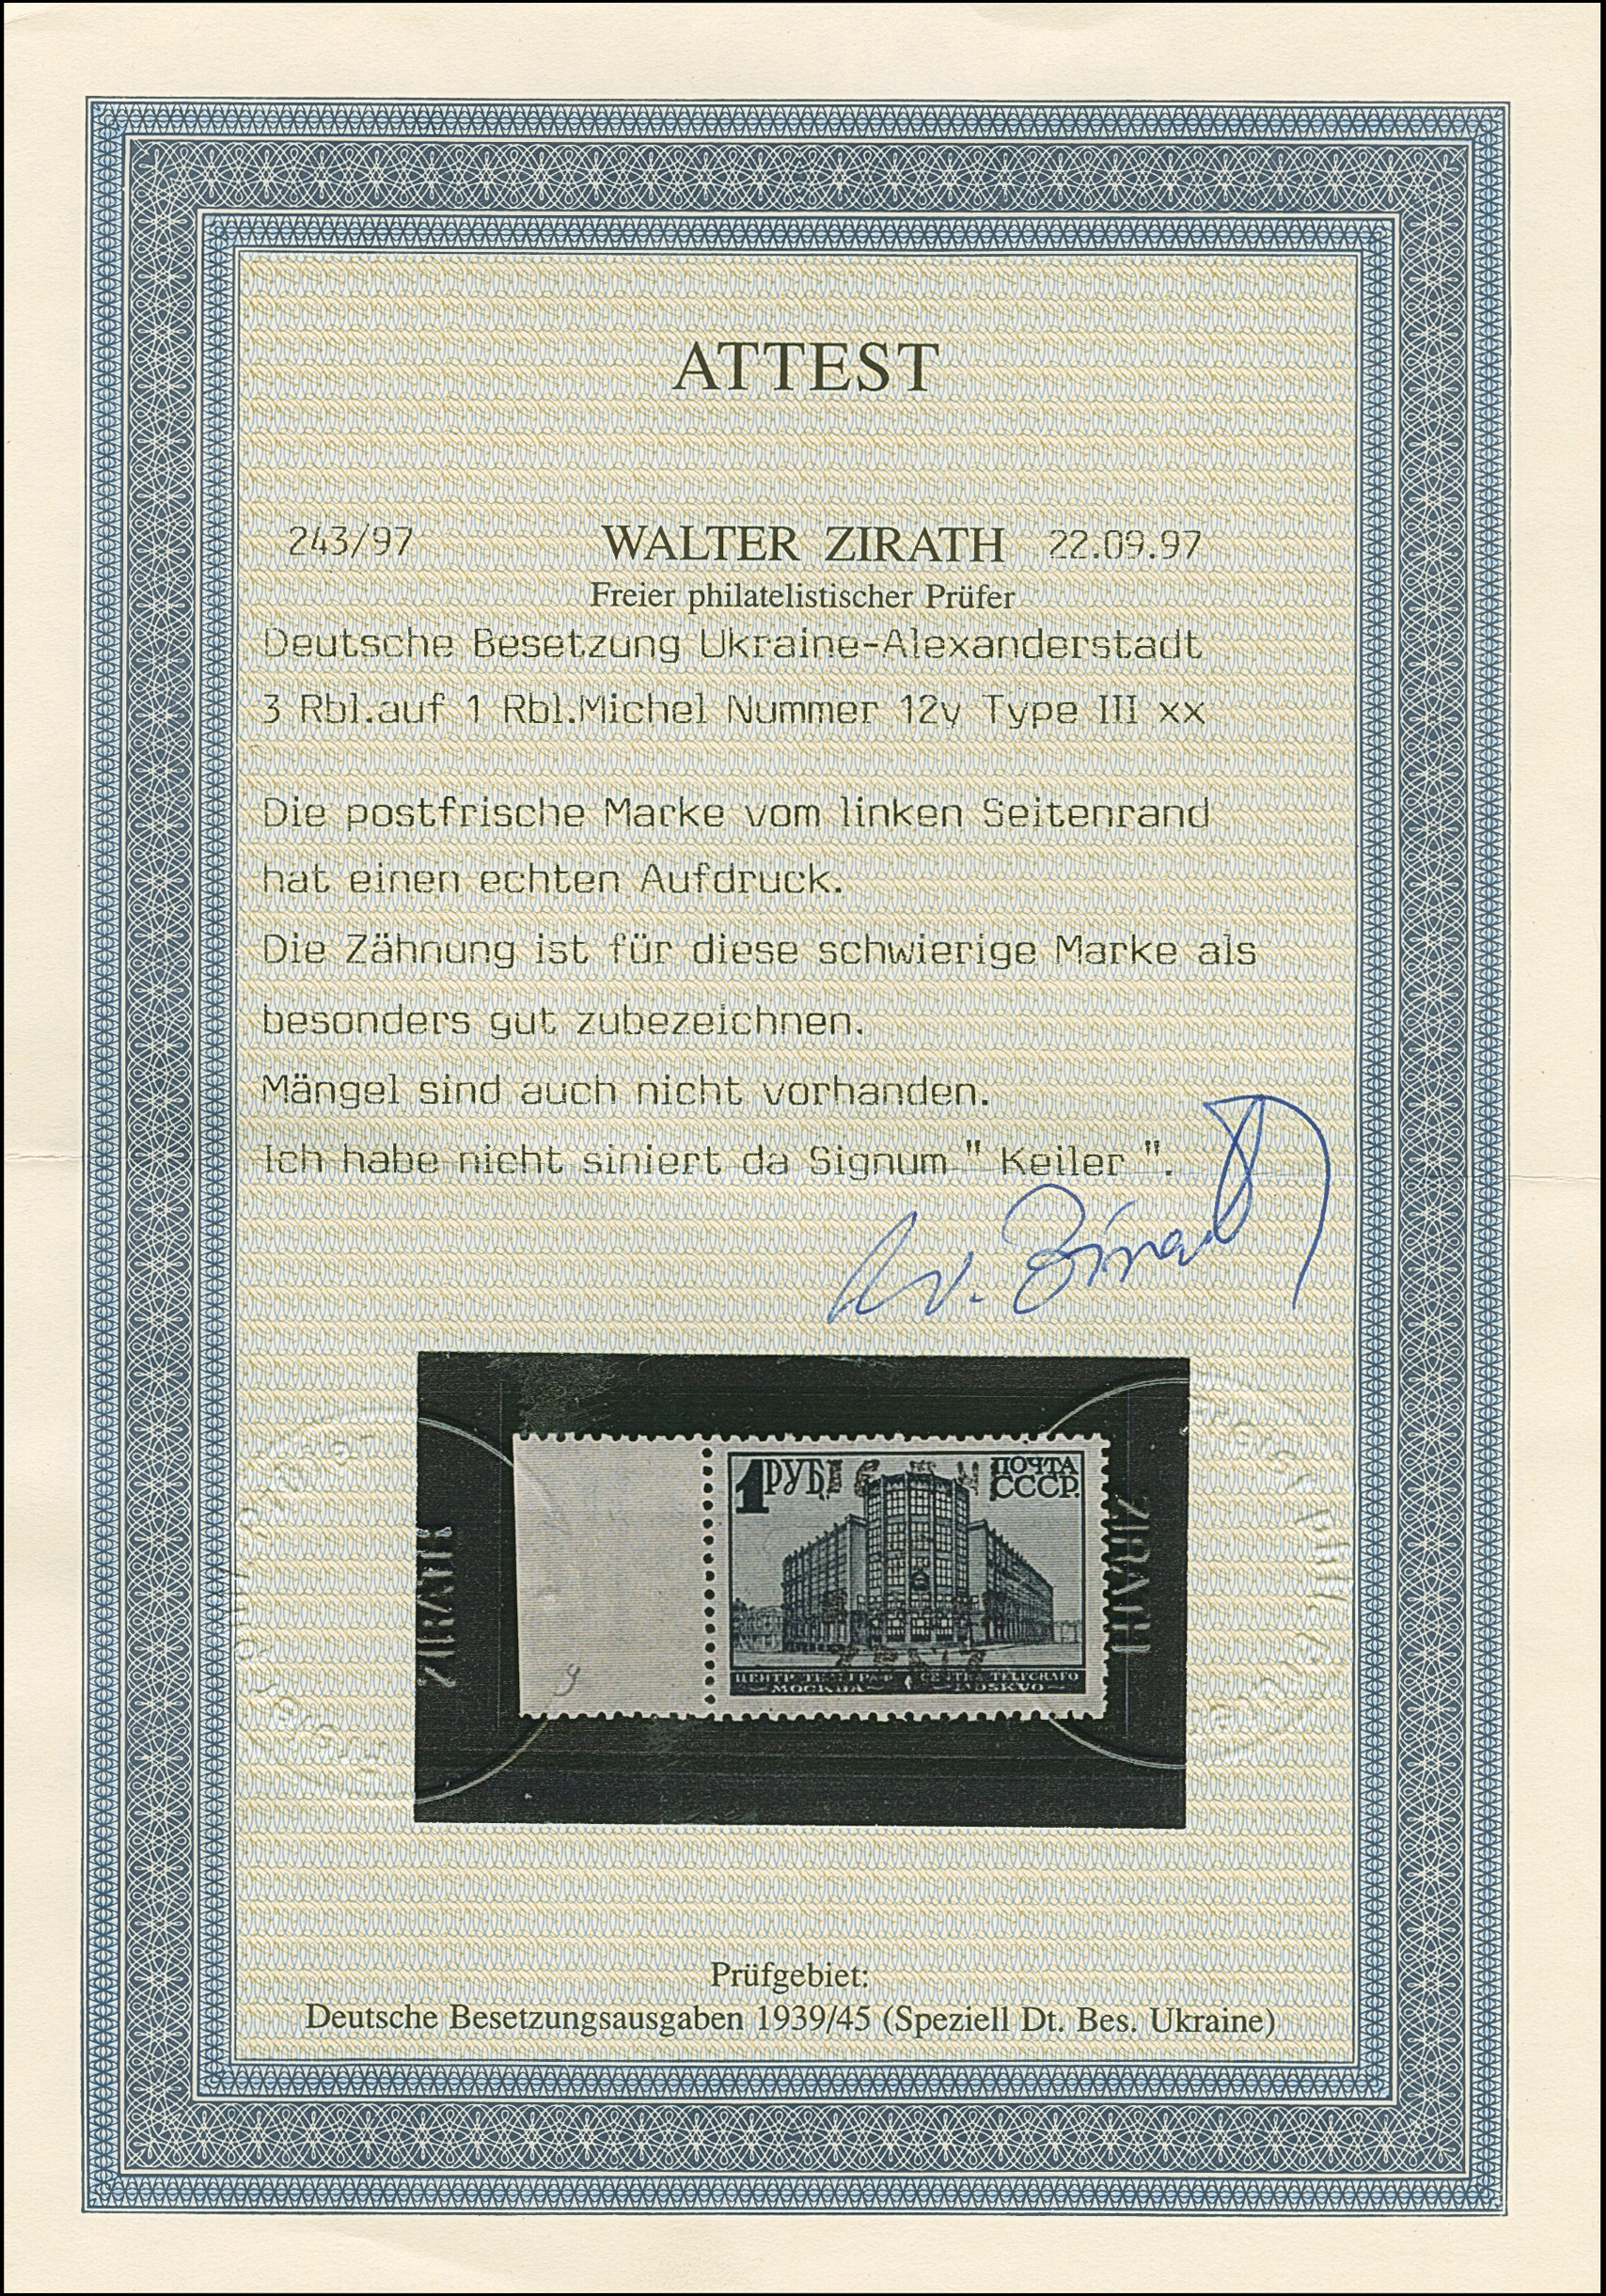 ATTEST
243/97 WALTER ZIRATH 22.09.97
Freier philatelistischer Prüfer
Deutsche Besetzung Ukraine-Alexanderstadt
3 Rbl.auf 1 Rbl.Michel Nummer 12y Type III xx
Die postfrische Marke vom linken Seitenrand
hat einen echten Aufdruck.
Die Zähnung ist für diese schwierige Marke als
besonders gut zubezeichnen.
Mängel sind auch nicht vorhanden.
Ich habe nicht siniert da Signum " Keiler ".
W. Zirath
1 РУБ. ПОЧТА
СССР.
TELEGRAFO
МОСКВА MOSKVO
ZIRATH
Prüfgebiet:
Deutsche Besetzungsausgaben 1939/45 (Speziell Dt. Bes. Ukraine)